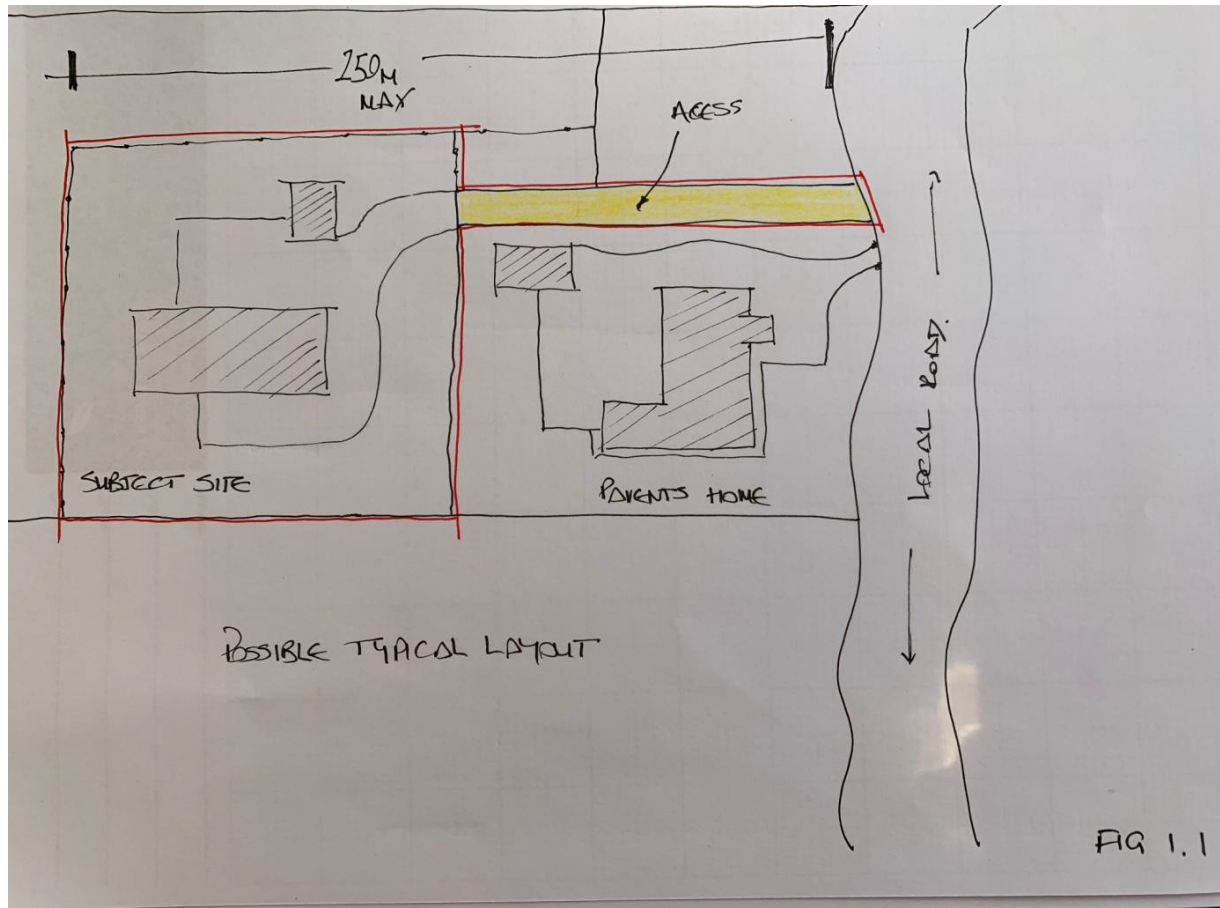 250M
MAX
ACESS
SUBJECT SITE
PARENTS HOME
LOCAL ROAD.
POSSIBLE TYPICAL LAYOUT
FIG 1.1